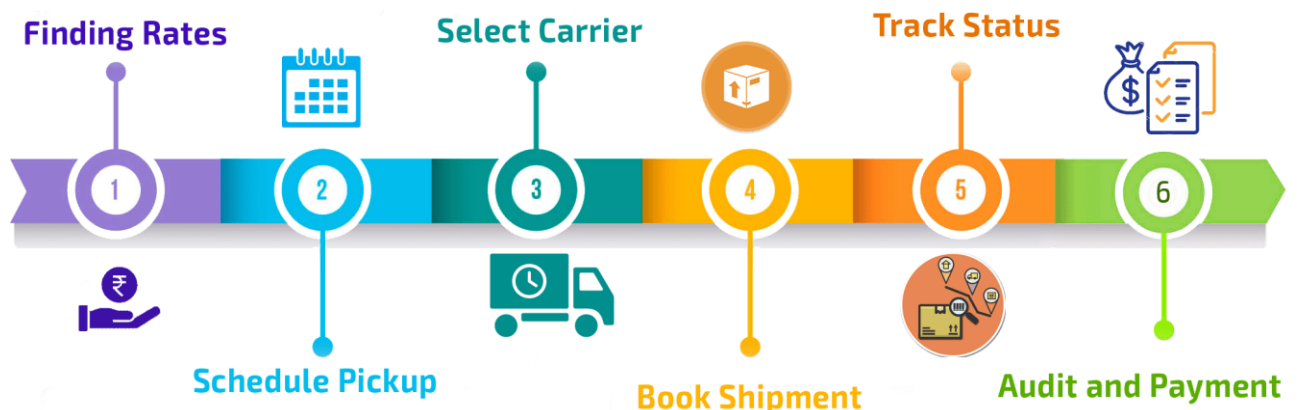 Finding Rates
Select Carrier
Track Status
$
1
2
3
4
5
6
₹
Schedule Pickup
Book Shipment
Audit and Payment